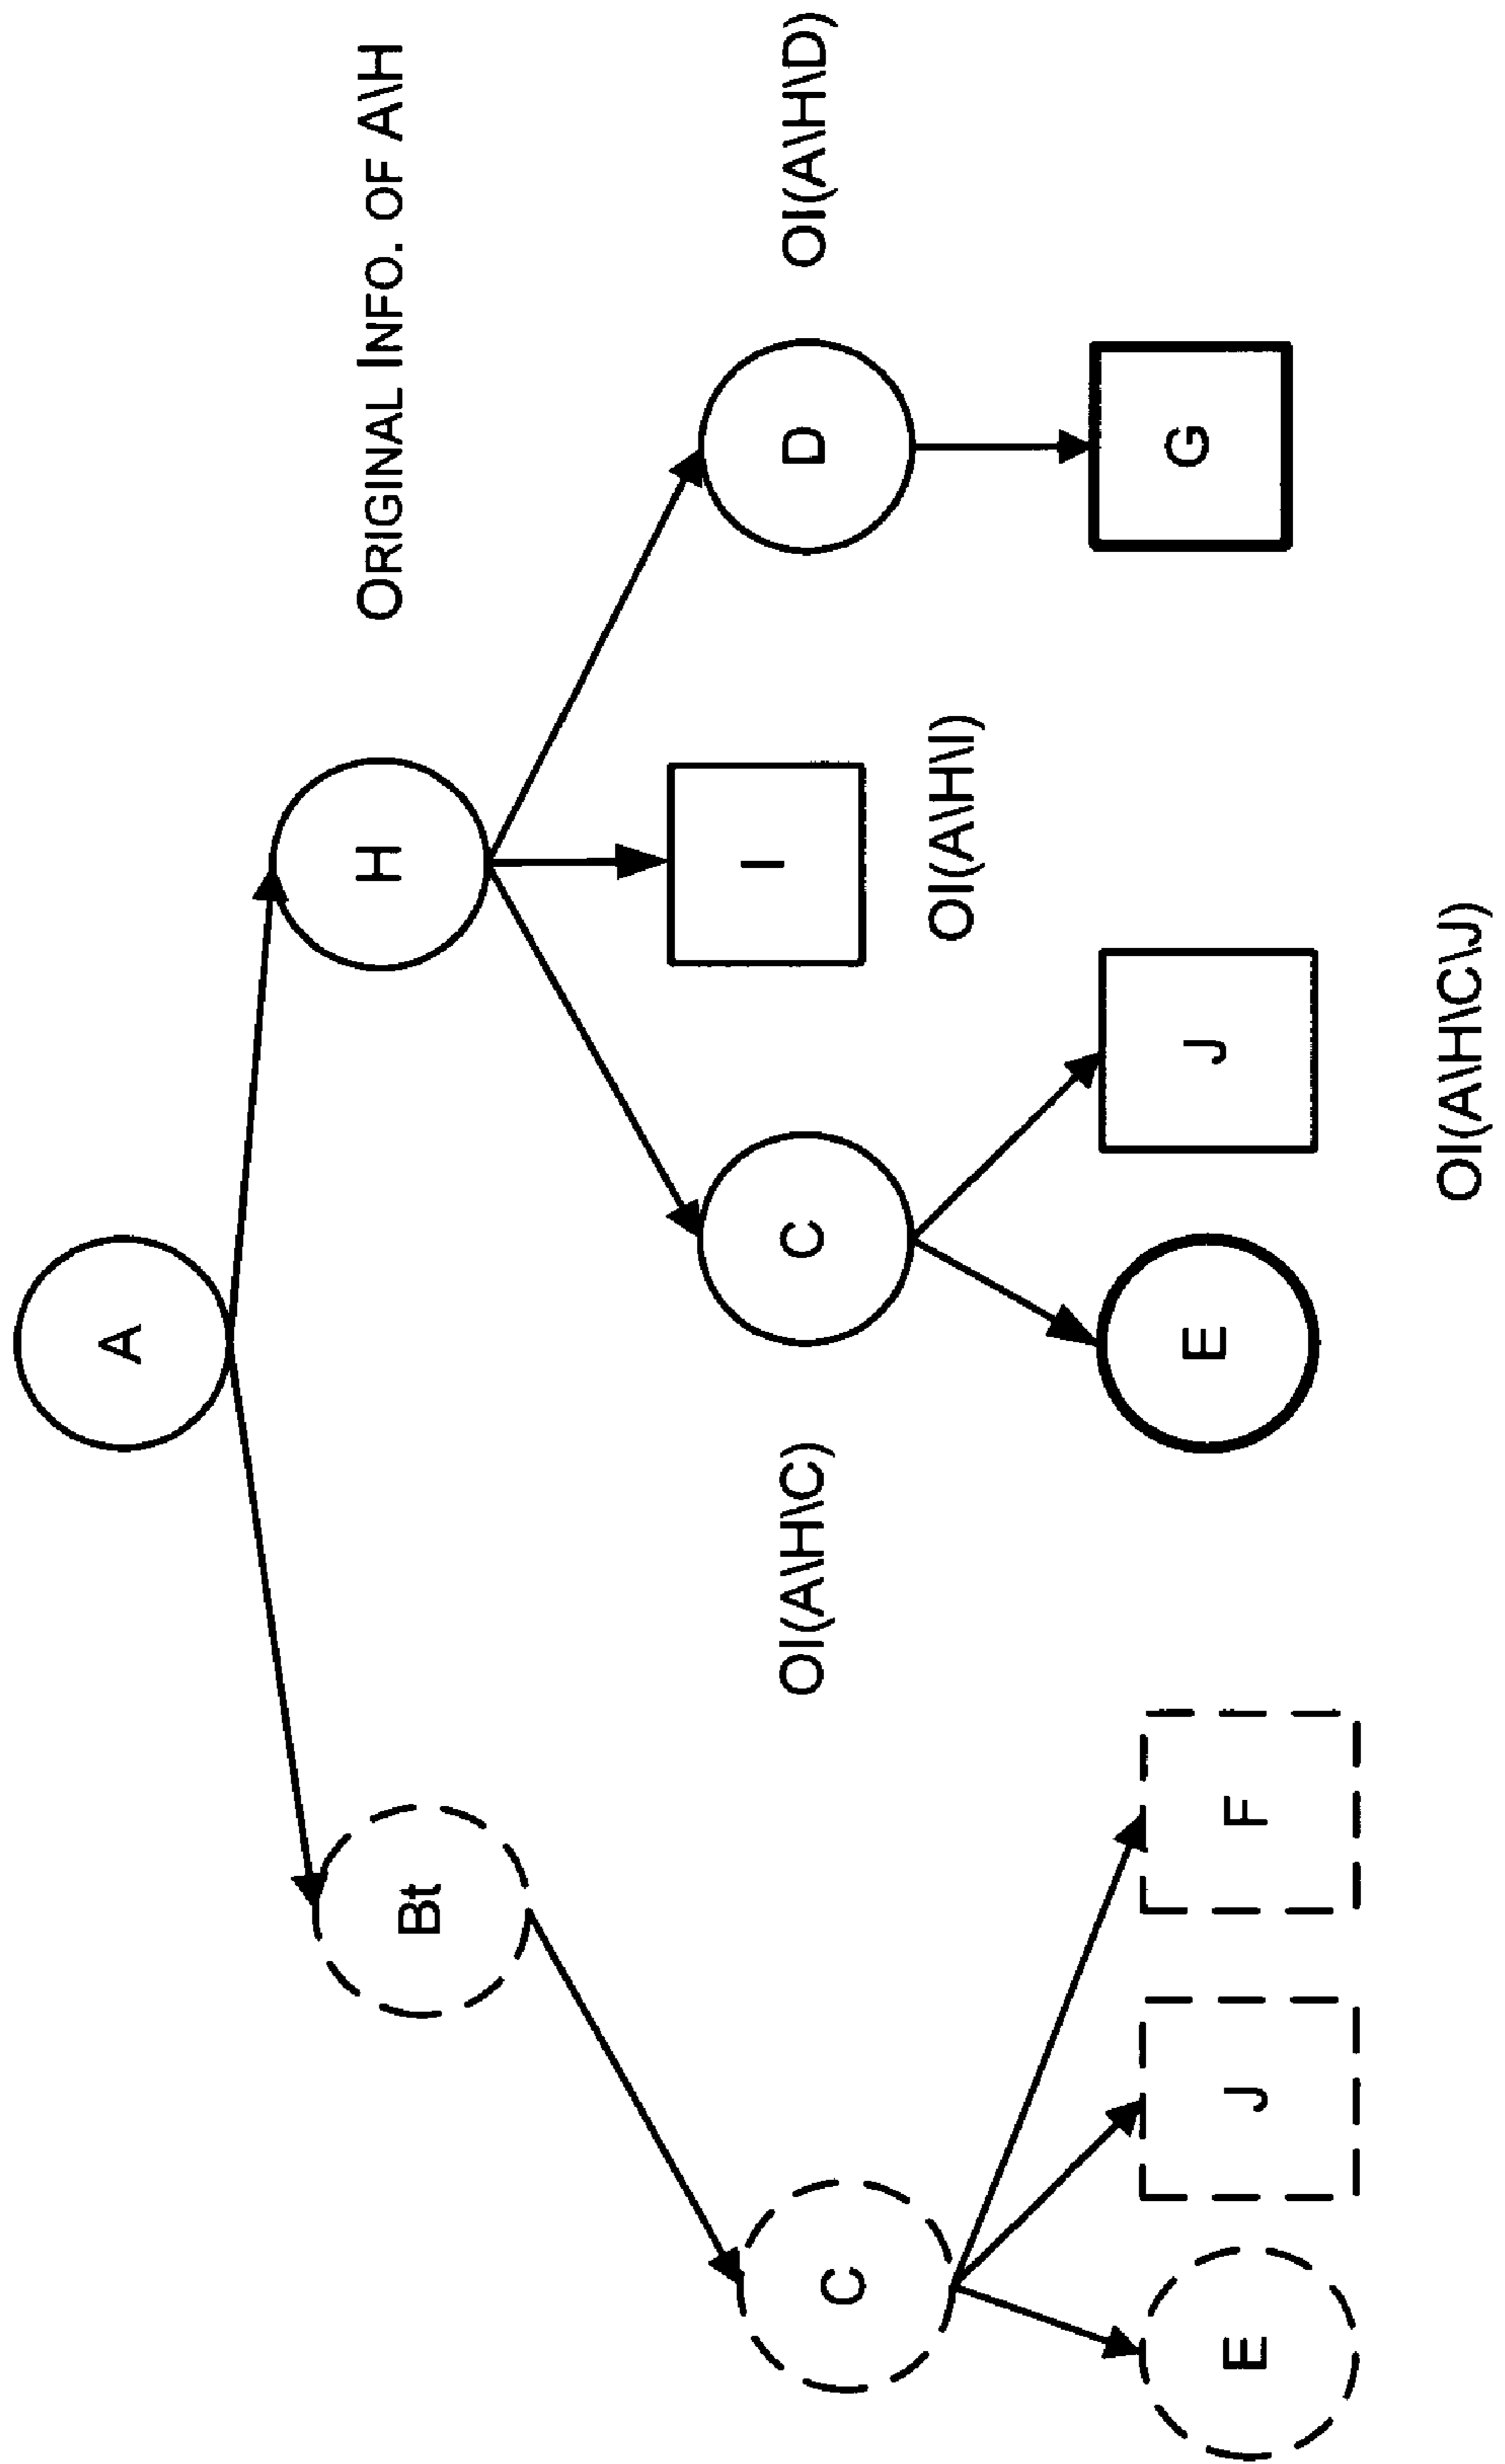 A
Bt
H
ORIGINAL INFO. OF A\H
C
OI(A\H\C)
C
I
D
OI(A\H\D)
OI(A\H\I)
E
J
F
E
J
G
OI(A\H\C\J)